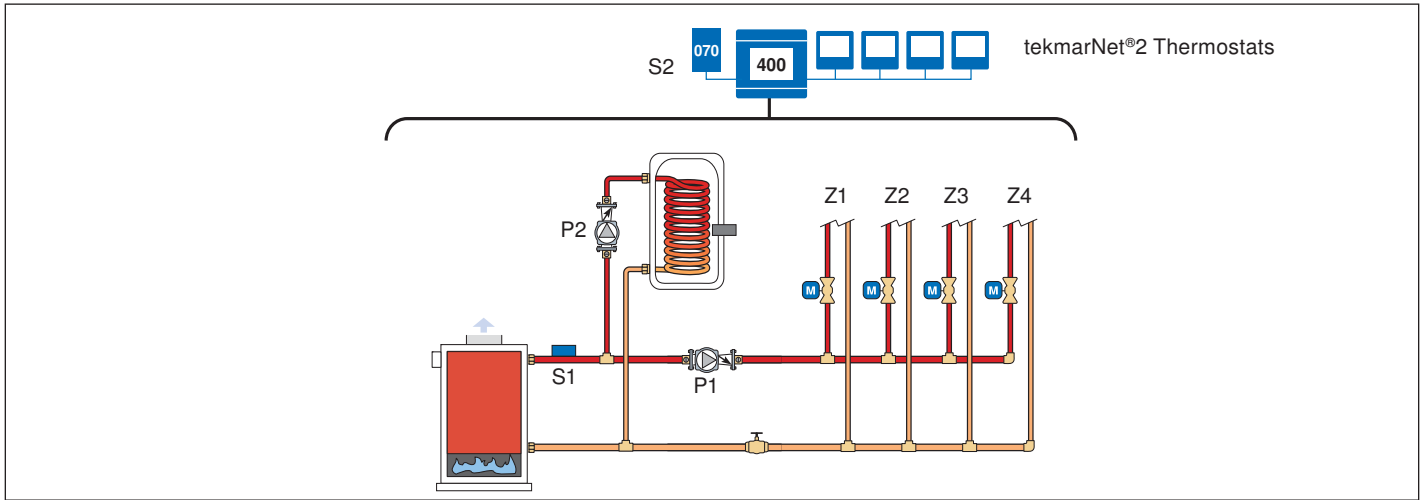 tekmarNet®2 Thermostats
S2
070
400
P2
Z1 Z2 Z3 Z4
M M M M
S1
P1